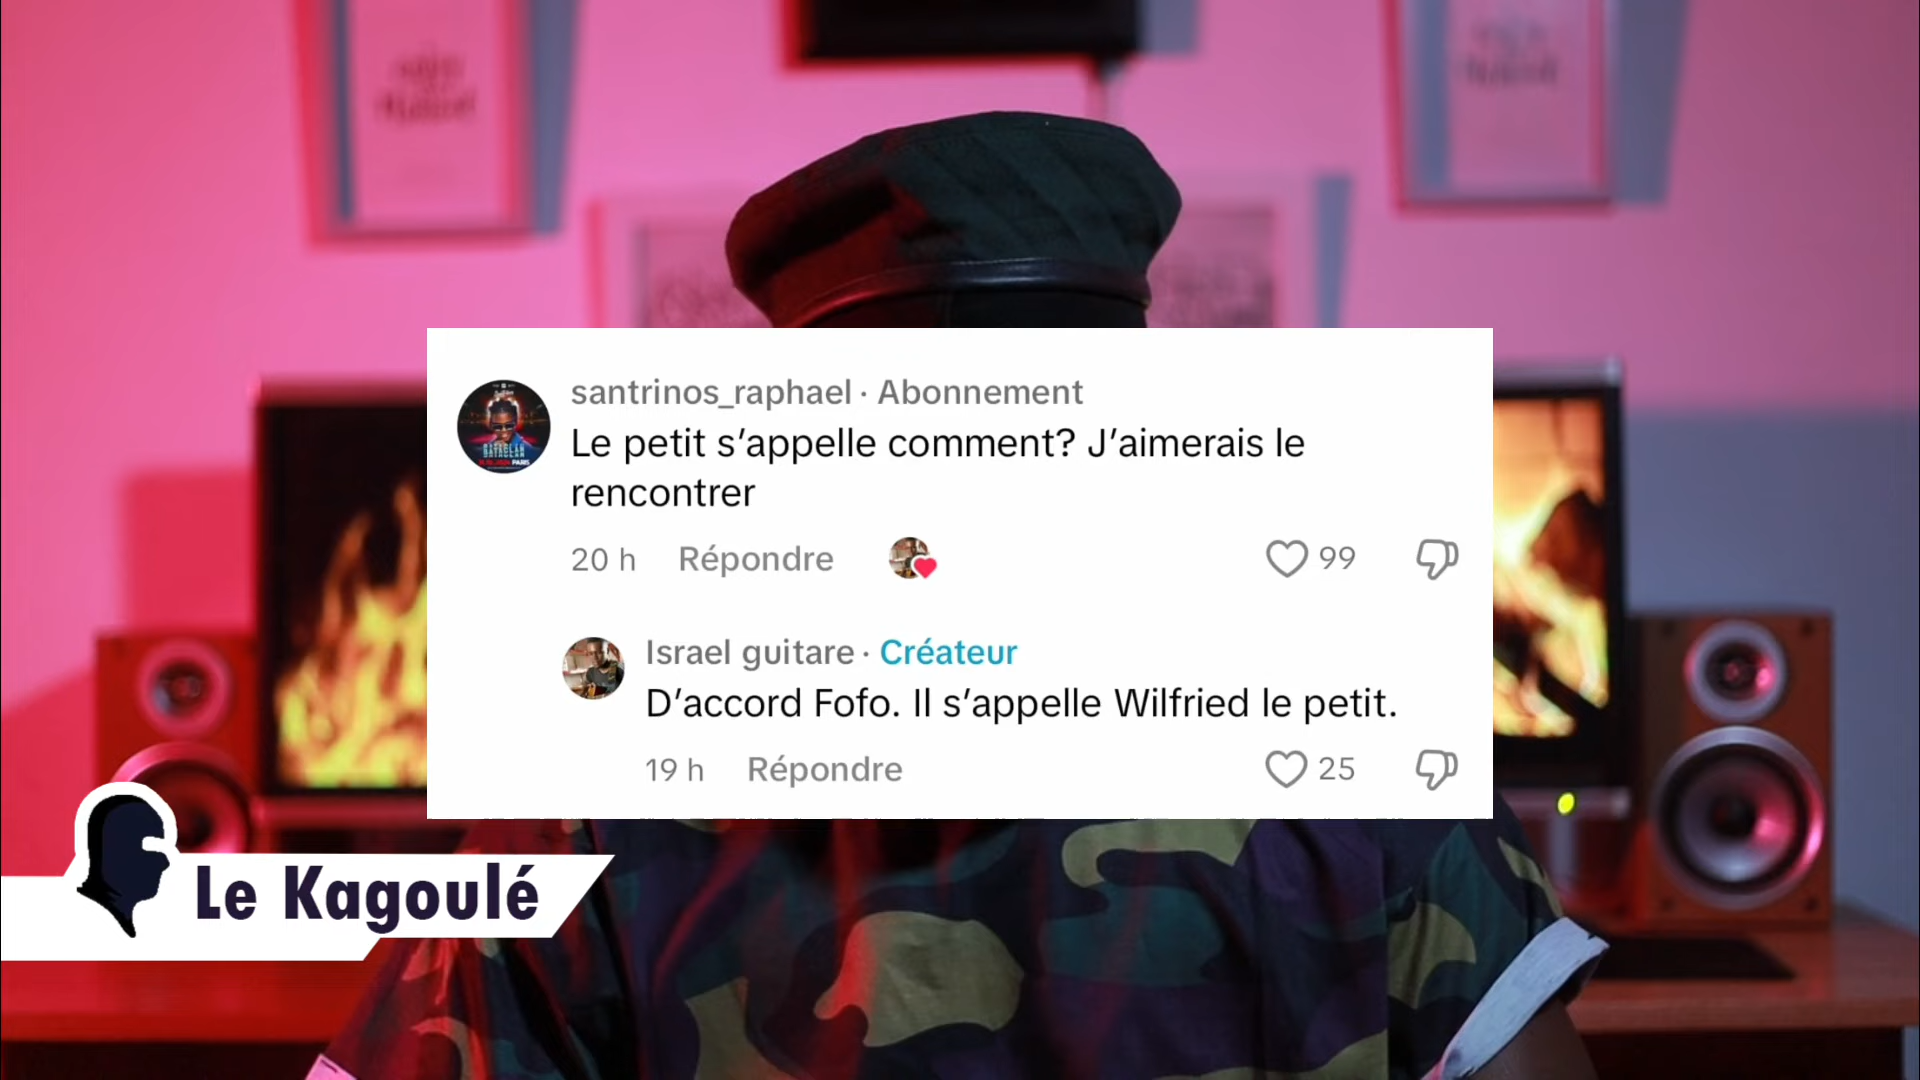 santrinos_raphael · Abonnement
Le petit s’appelle comment? J’aimerais le
rencontrer
20 h Répondre 99
Israel guitare · Créateur
D’accord Fofo. Il s’appelle Wilfried le petit.
19 h Répondre 25
Le Kagoulé